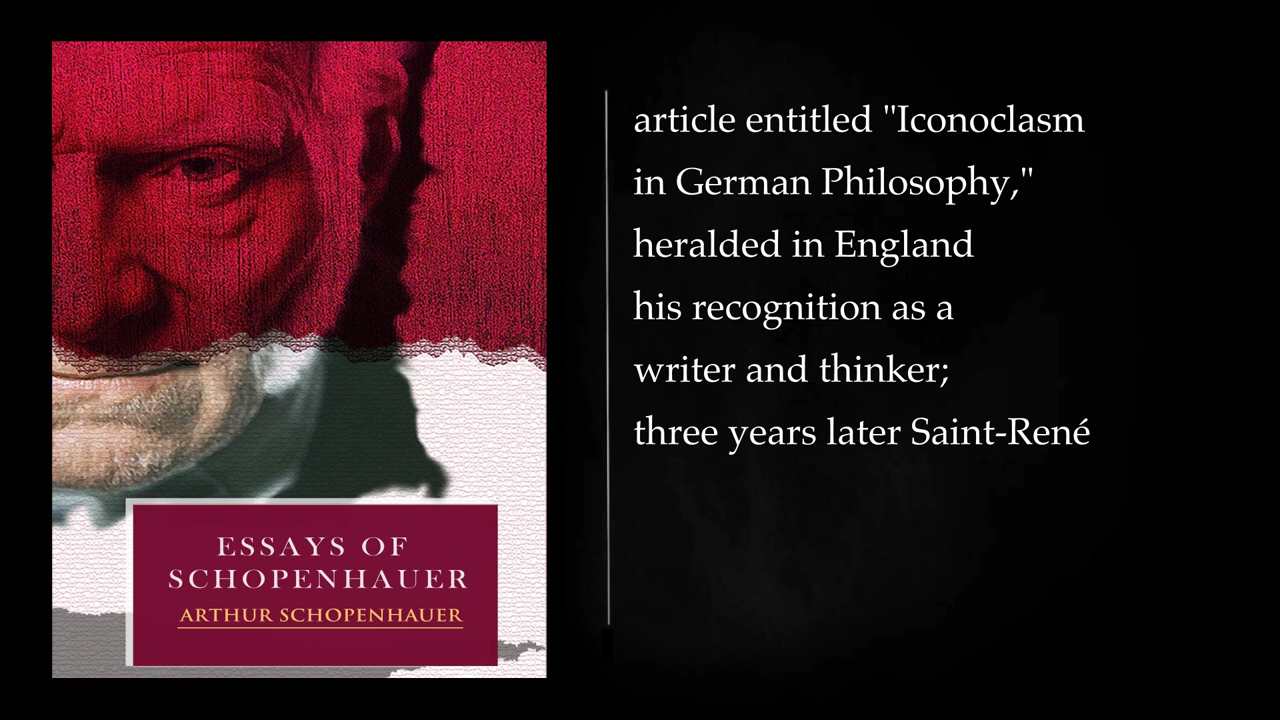 ESSAYS OF
SCHOPENHAUER
ARTHUR SCHOPENHAUER
article entitled "Iconoclasm
in German Philosophy,"
heralded in England
his recognition as a
writer and thinker;
three years later Saint-René